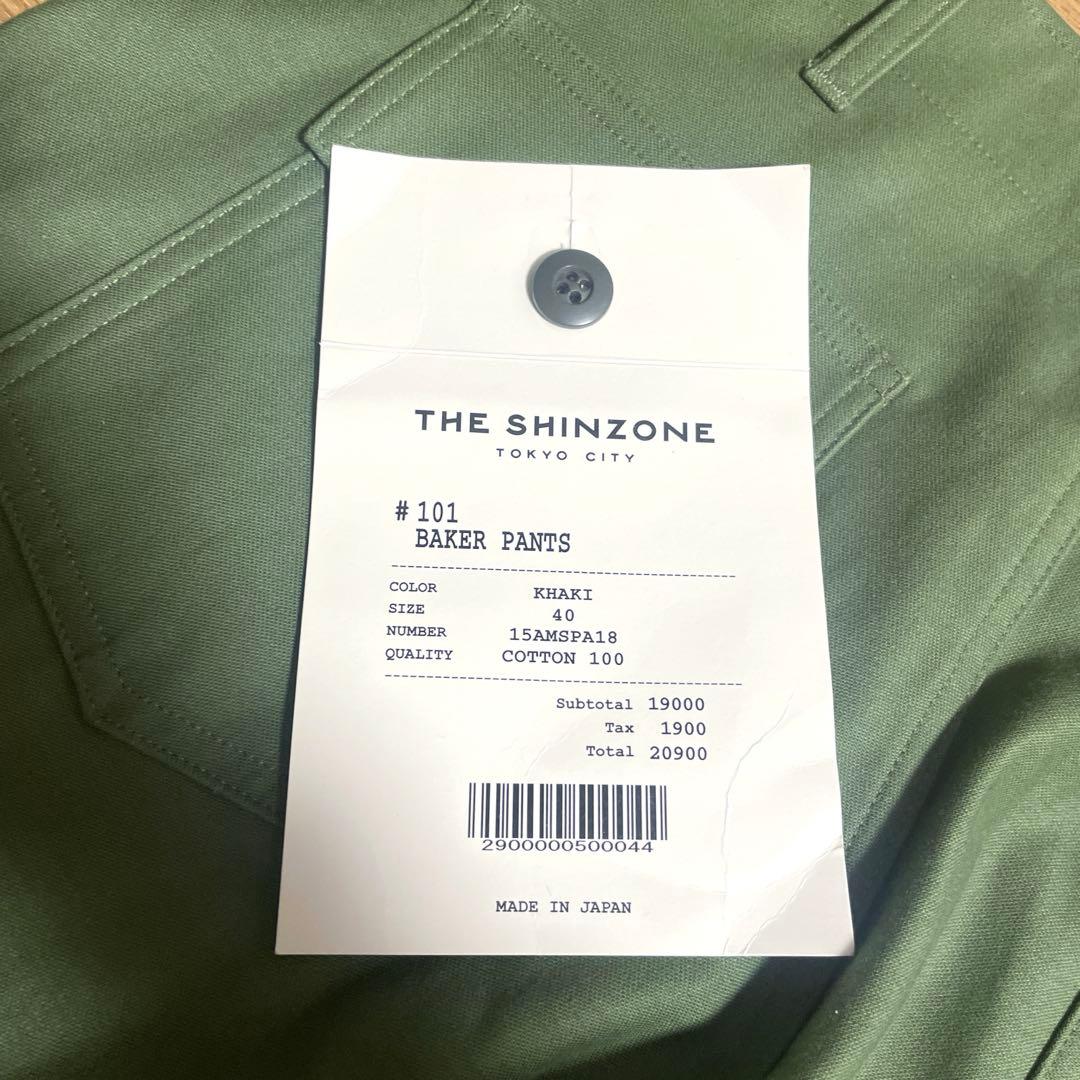 THE SHINZONE
TOKYO CITY
# 101
BAKER PANTS
COLOR KHAKI
SIZE 40
NUMBER 15AMSPA18
QUALITY COTTON 100
Subtotal 19000
Tax 1900
Total 20900
2900000500044
MADE IN JAPAN